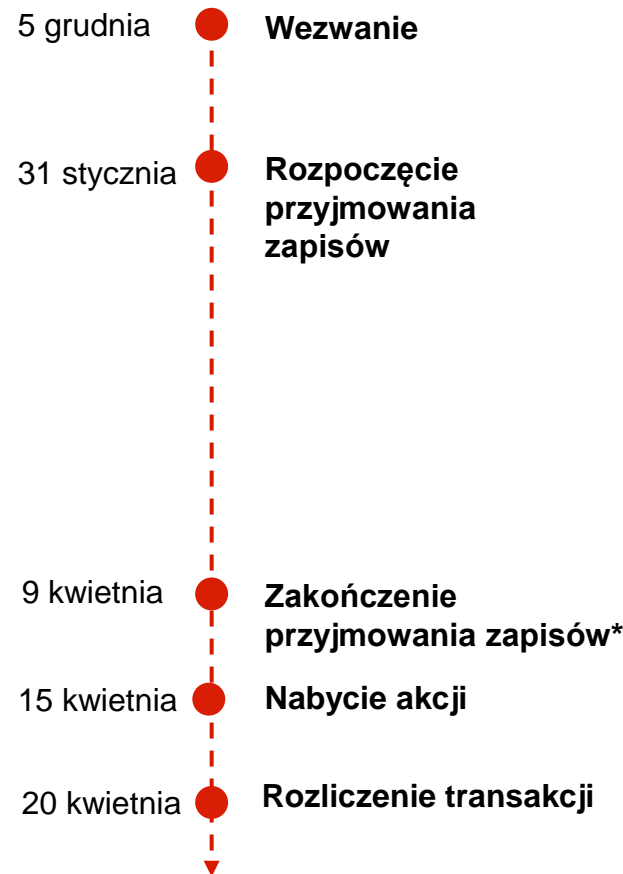 5 grudnia Wezwanie
31 stycznia Rozpoczęcie
przyjmowania
zapisów
9 kwietnia Zakończenie
przyjmowania zapisów*
15 kwietnia Nabycie akcji
20 kwietnia Rozliczenie transakcji